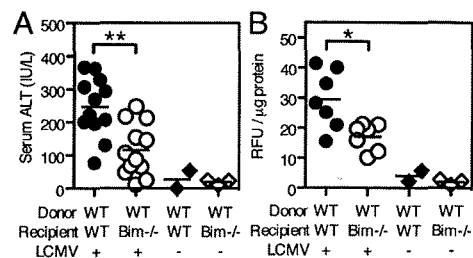 A
B
**
*
Serum ALT (IU/L)
400
300
200
100
0
RFU / µg protein
50
40
30
20
10
0
Donor WT WT WT WT
Recipient WT Bim-/- WT Bim-/-
LCMV + + - -
Donor WT WT WT WT
Recipient WT Bim-/- WT Bim-/-
LCMV + + - -